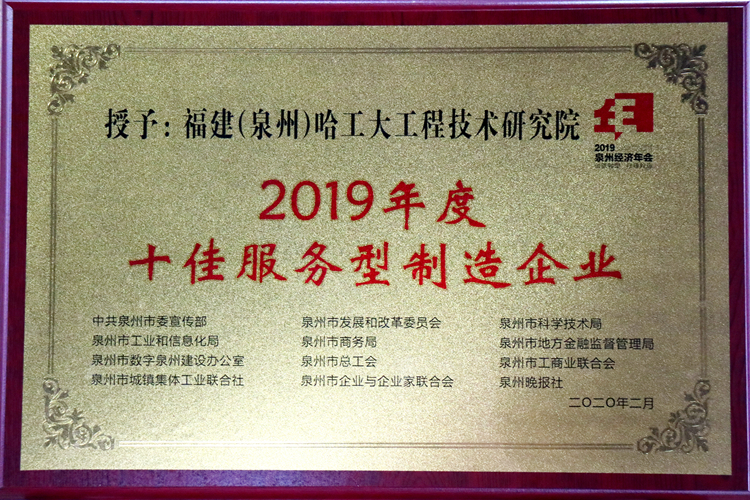 授予：福建（泉州）哈工大工程技术研究院
2019
泉州经济年会
2019年度
十佳服务型制造企业
中共泉州市委宣传部
泉州市工业和信息化局
泉州市数字泉州建设办公室
泉州市城镇集体工业联合社
泉州市发展和改革委员会
泉州市商务局
泉州市总工会
泉州市企业与企业家联合会
泉州市科学技术局
泉州市地方金融监督管理局
泉州市工商业联合会
泉州晚报社
二〇二〇年二月